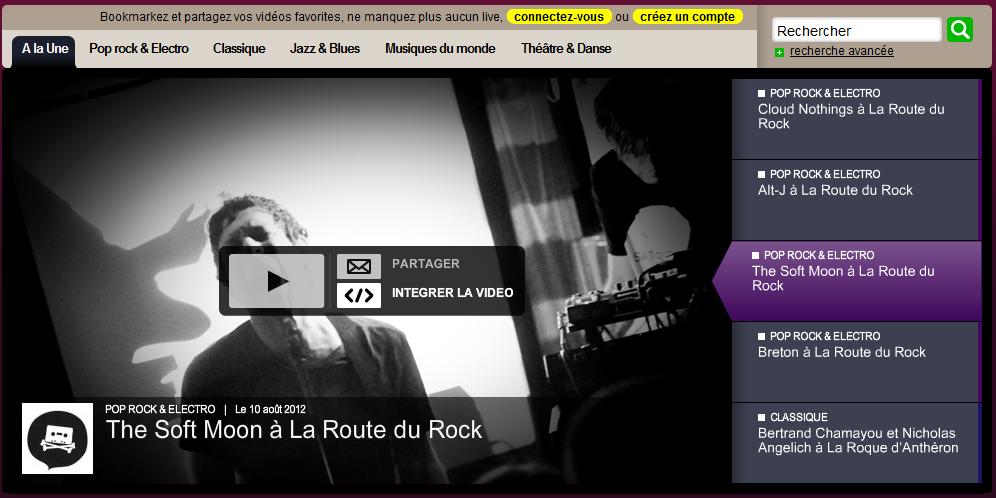 Bookmarkez et partagez vos vidéos favorites, ne manquez plus aucun live, connectez-vous ou créez un compte
Rechercher
recherche avancée
A la Une Pop rock & Electro Classique Jazz & Blues Musiques du monde Théâtre & Danse
PARTAGER
INTEGRER LA VIDEO
POP ROCK & ELECTRO | Le 10 août 2012
The Soft Moon à La Route du Rock
POP ROCK & ELECTRO
Cloud Nothings à La Route du
Rock
POP ROCK & ELECTRO
Alt-J à La Route du Rock
POP ROCK & ELECTRO
The Soft Moon à La Route du
Rock
POP ROCK & ELECTRO
Breton à La Route du Rock
CLASSIQUE
Bertrand Chamayou et Nicholas
Angelich à La Roque d'Anthéron